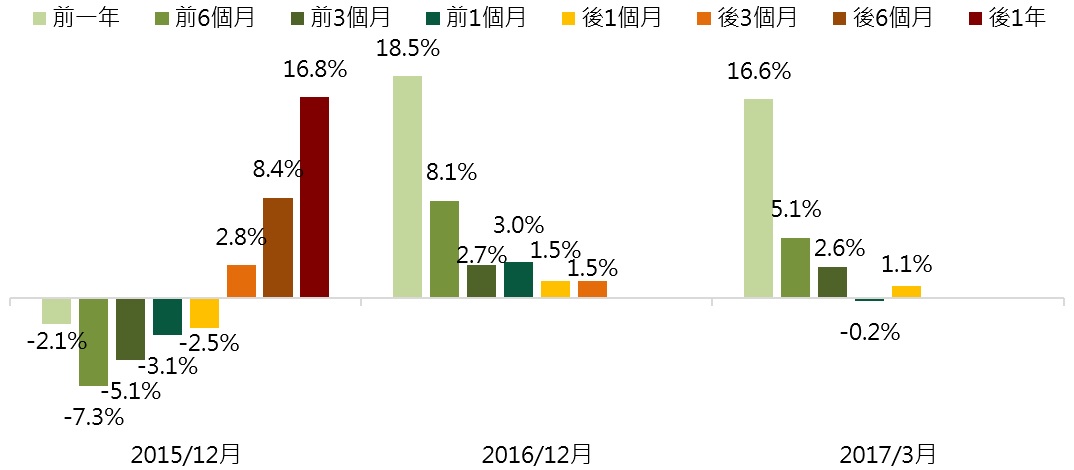 前一年 前6個月 前3個月 前1個月 後1個月 後3個月 後6個月 後1年
-2.1% -7.3% -5.1% -3.1% -2.5% 2.8% 8.4% 16.8%
18.5% 8.1% 2.7% 3.0% 1.5% 1.5%
16.6% 5.1% 2.6% -0.2% 1.1%
2015/12月 2016/12月 2017/3月